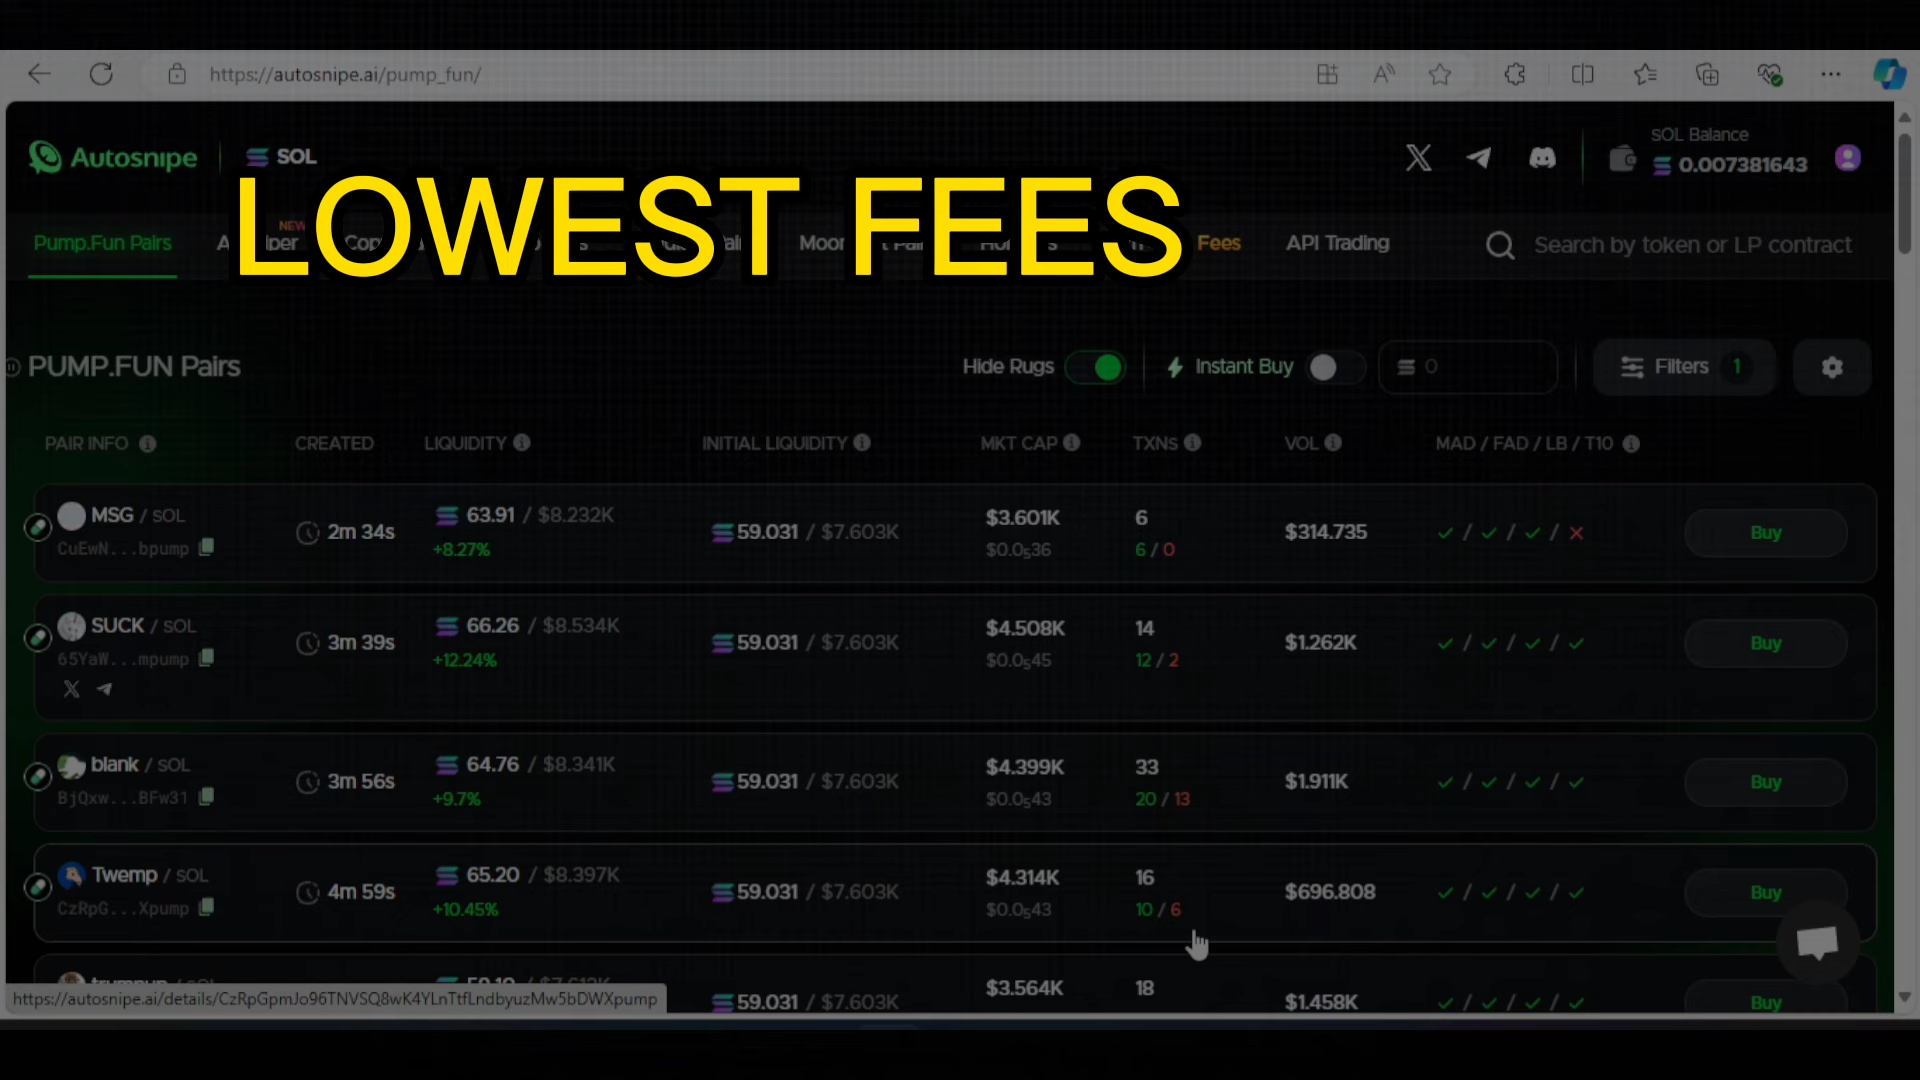 https://autosnipe.ai/pump_fun/
Autosnipe
SOL
SOL Balance
0.007381643
LOWEST FEES
Pump.Fun Pairs
NEW
Fees
API Trading
Search by token or LP contract
PUMP.FUN Pairs
Hide Rugs
Instant Buy
0
Filters 1
PAIR INFO CREATED LIQUIDITY INITIAL LIQUIDITY MKT CAP TXNS VOL MAD / FAD / LB / T10
MSG / SOL
CuEwN...bpump
2m 34s
63.91 / $8.232K
+8.27%
59.031 / $7.603K
$3.601K
$0.0₅36
6
6 / 0
$314.735
✓ / ✓ / ✓ / ✕
Buy
SUCK / SOL
65YaW...mpump
3m 39s
66.26 / $8.534K
+12.24%
59.031 / $7.603K
$4.508K
$0.0₅45
14
12 / 2
$1.262K
✓ / ✓ / ✓ / ✓
Buy
blank / SOL
BjQxw...BFw31
3m 56s
64.76 / $8.341K
+9.7%
59.031 / $7.603K
$4.399K
$0.0₅43
33
20 / 13
$1.911K
✓ / ✓ / ✓ / ✓
Buy
Twemp / SOL
CzRpG...Xpump
4m 59s
65.20 / $8.397K
+10.45%
59.031 / $7.603K
$4.314K
$0.0₅43
16
10 / 6
$696.808
✓ / ✓ / ✓ / ✓
Buy
59.031 / $7.603K
$3.564K
18
$1.458K
✓ / ✓ / ✓ / ✓
Buy
https://autosnipe.ai/details/CzRpGpmJo96TNVSQ8wK4YLnTtfLndbyuzMw5bDWXpump